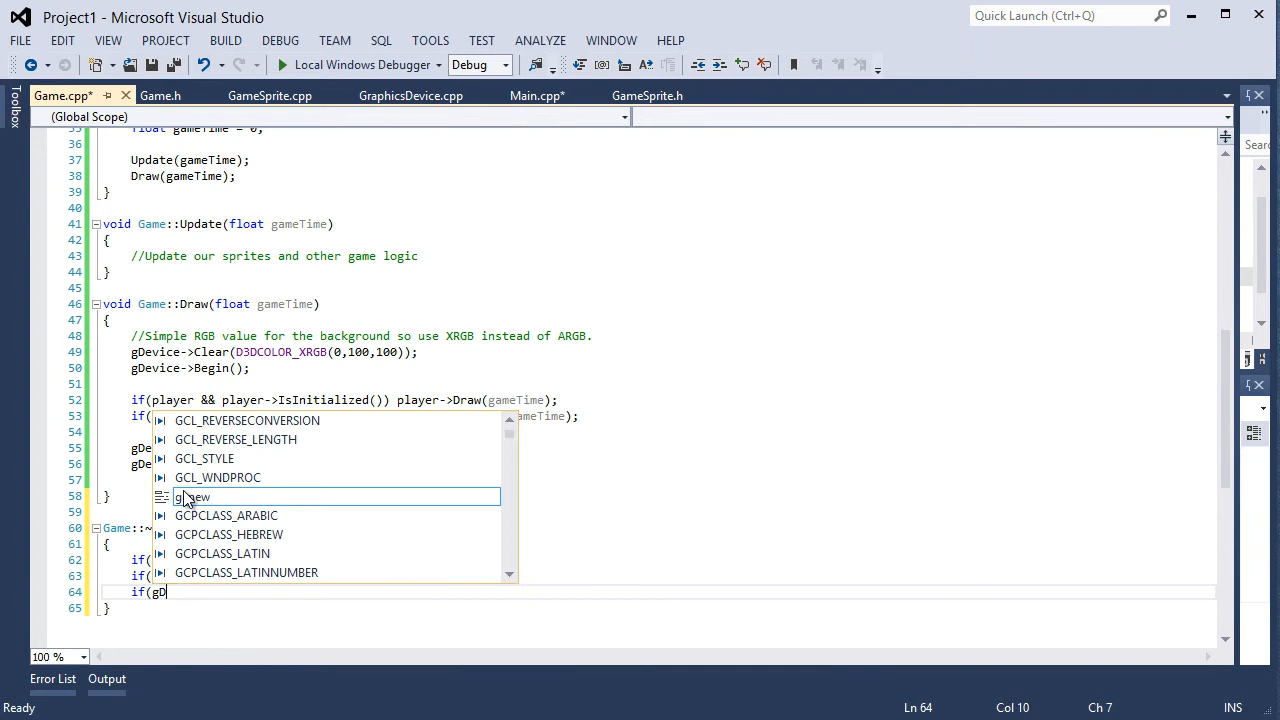 Project1 - Microsoft Visual Studio
Quick Launch (Ctrl+Q)
FILE EDIT VIEW PROJECT BUILD DEBUG TEAM SQL TOOLS TEST ANALYZE WINDOW HELP
Local Windows Debugger Debug
Toolbox
Game.cpp* Game.h GameSprite.cpp GraphicsDevice.cpp Main.cpp* GameSprite.h
(Global Scope)
Searc
35 float gameTime = 0;
36
37 Update(gameTime);
38 Draw(gameTime);
39 }
40
41 void Game::Update(float gameTime)
42 {
43 //Update our sprites and other game logic
44 }
45
46 void Game::Draw(float gameTime)
47 {
48 //Simple RGB value for the background so use XRGB instead of ARGB.
49 gDevice->Clear(D3DCOLOR_XRGB(0,100,100));
50 gDevice->Begin();
51
52 if(player && player->IsInitialized()) player->Draw(gameTime);
53 if( ameTime);
54
55 gDe
56 gDe
57
58 }
59
60 Game::~
61 {
62 if(
63 if(
64 if(gD
65 }
GCL_REVERSECONVERSION
GCL_REVERSE_LENGTH
GCL_STYLE
GCL_WNDPROC
GCPCLASS_ARABIC
GCPCLASS_HEBREW
GCPCLASS_LATIN
GCPCLASS_LATINNUMBER
100 %
Error List Output
Ready Ln 64 Col 10 Ch 7 INS